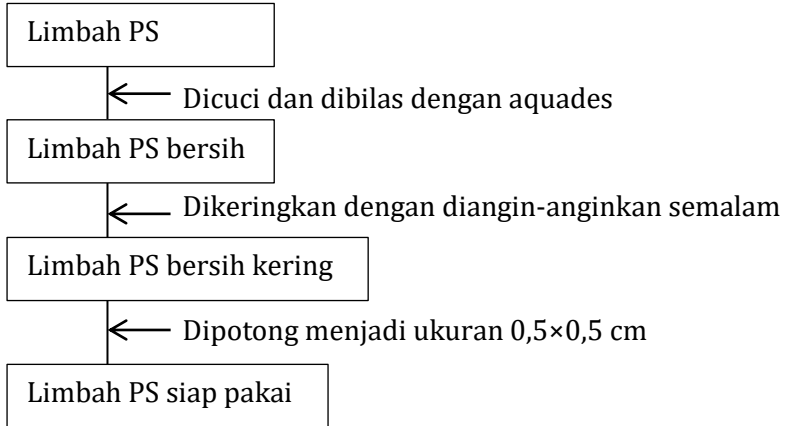 Limbah PS
Dicuci dan dibilas dengan aquades
Limbah PS bersih
Dikeringkan dengan diangin-anginkan semalam
Limbah PS bersih kering
Dipotong menjadi ukuran 0,5×0,5 cm
Limbah PS siap pakai